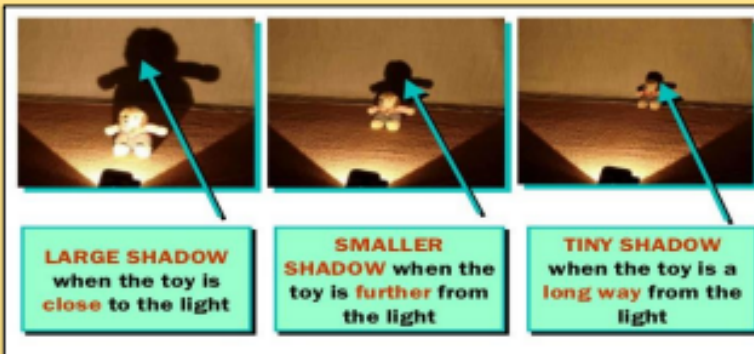 LARGE SHADOW
when the toy is
close to the light
SMALLER
SHADOW when the
toy is further from
the light
TINY SHADOW
when the toy is a
long way from the
light